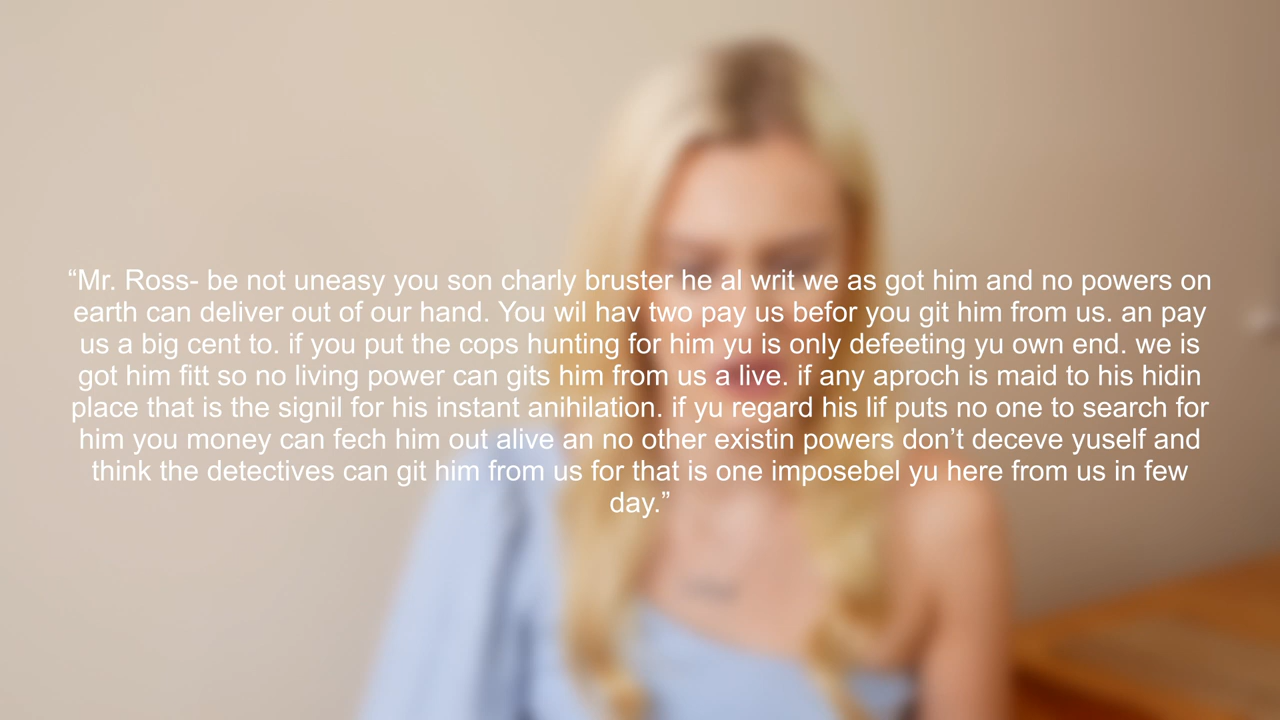 “Mr. Ross- be not uneasy you son charly bruster he al writ we as got him and no powers on
earth can deliver out of our hand. You wil hav two pay us befor you git him from us. an pay
us a big cent to. if you put the cops hunting for him yu is only defeeting yu own end. we is
got him fitt so no living power can gits him from us a live. if any aproch is maid to his hidin
place that is the signil for his instant anihilation. if yu regard his lif puts no one to search for
him you money can fech him out alive an no other existin powers don’t deceve yuself and
think the detectives can git him from us for that is one imposebel yu here from us in few
day.”